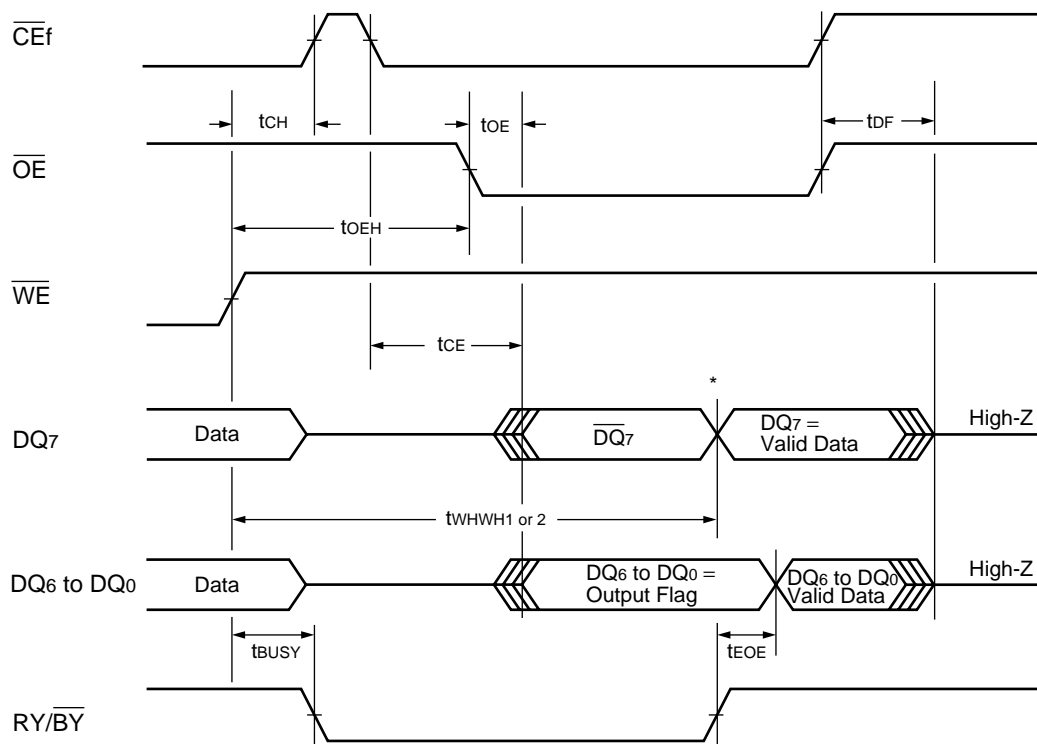 CEf
tCH
tOE
tDF
OE
tOEH
WE
tCE
*
DQ7
Data
DQ7
DQ7 =
Valid Data
High-Z
tWHWH1 or 2
DQ6 to DQ0
Data
DQ6 to DQ0 =
Output Flag
DQ6 to DQ0
Valid Data
High-Z
tBUSY
tEOE
RY/BY